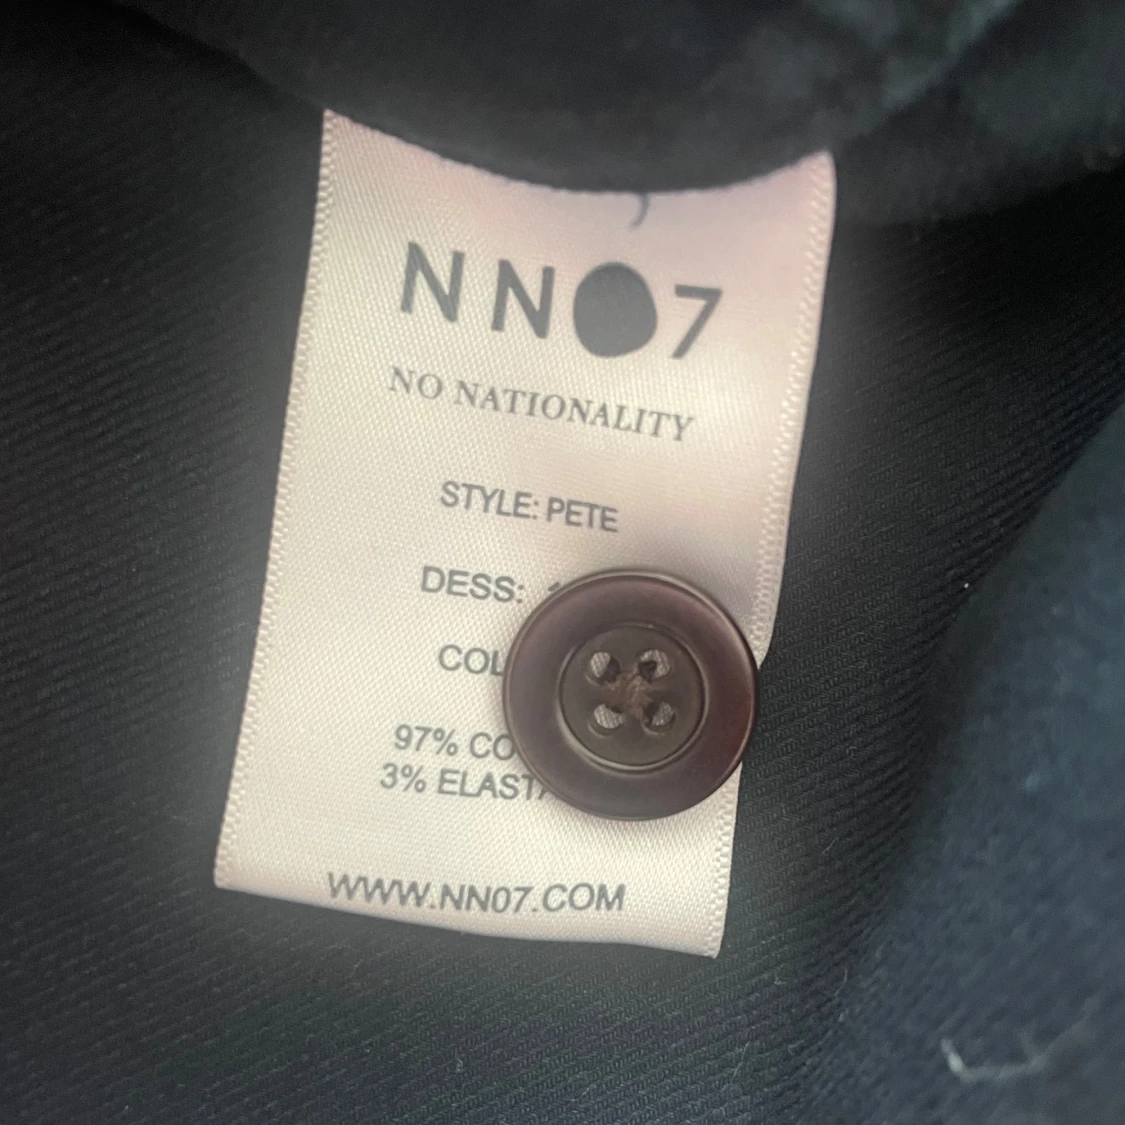 NN07
NO NATIONALITY
STYLE: PETE
DESS:
COL
97% CO
3% ELAST
WWW.NN07.COM